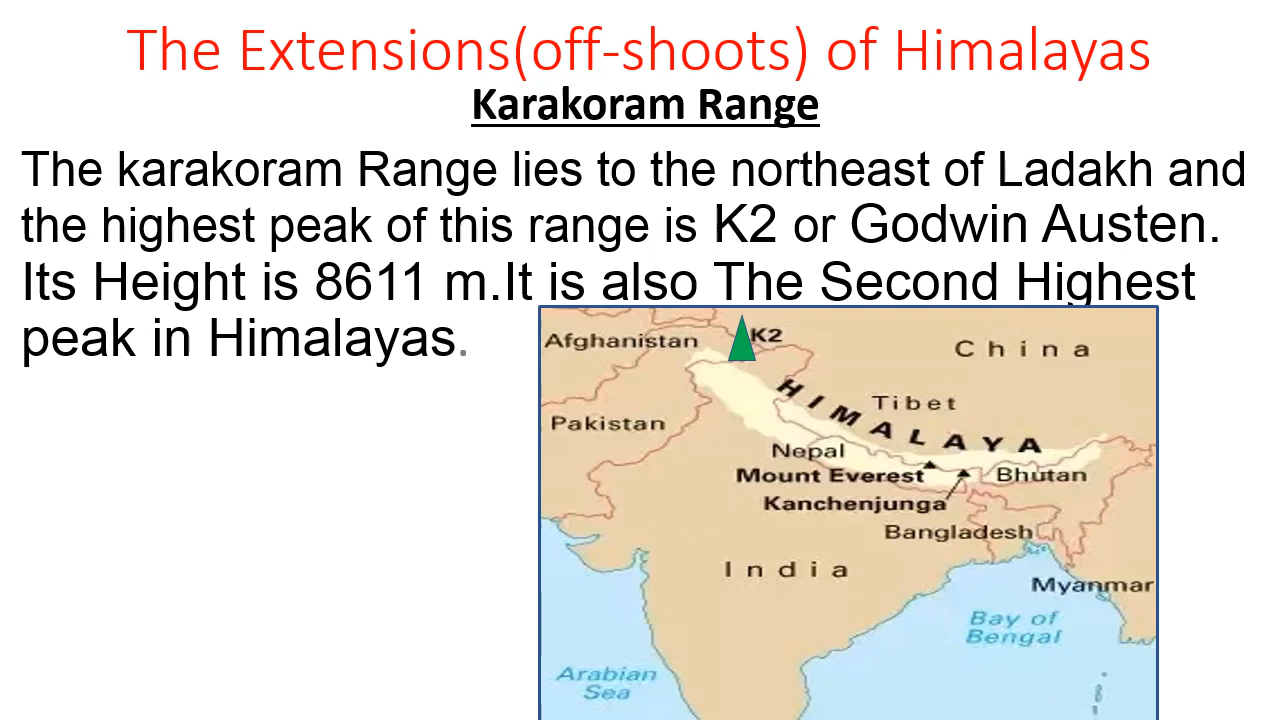 The Extensions(off-shoots) of Himalayas
Karakoram Range
The karakoram Range lies to the northeast of Ladakh and
the highest peak of this range is K2 or Godwin Austen.
Its Height is 8611 m.It is also The Second Highest
peak in Himalayas.
Afghanistan
K2
China
HIMALAYA
Tibet
Pakistan
Nepal
Mount Everest
Bhutan
Kanchenjunga
Bangladesh
India
Myanmar
Bay of
Bengal
Arabian
Sea